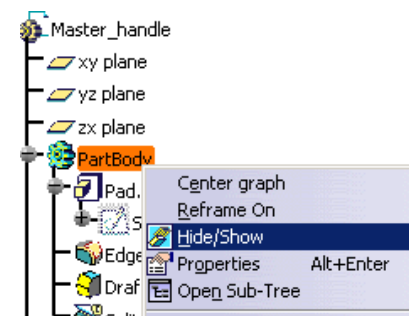 Master_handle
xy plane
yz plane
zx plane
PartBody
Pad.
Center graph
Reframe On
S
Hide/Show
Edge
Properties Alt+Enter
Draf
Open Sub-Tree